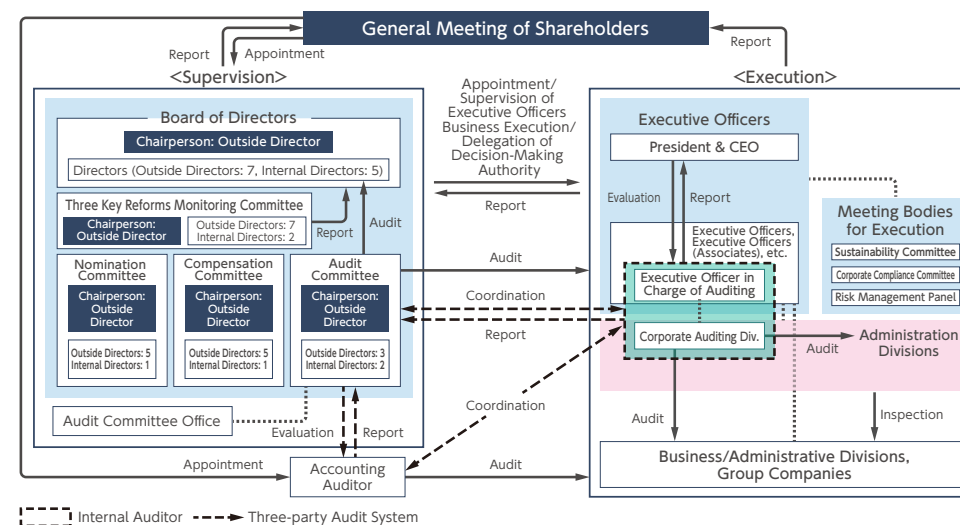 General Meeting of Shareholders
Report
Appointment
Report
<Supervision>
<Execution>
Board of Directors
Chairperson: Outside Director
Directors (Outside Directors: 7, Internal Directors: 5)
Three Key Reforms Monitoring Committee
Chairperson:
Outside Director
Outside Directors: 7
Internal Directors: 2
Report
Audit
Nomination
Committee
Chairperson:
Outside
Director
Outside Directors: 5
Internal Directors: 1
Compensation
Committee
Chairperson:
Outside
Director
Outside Directors: 5
Internal Directors: 1
Audit
Committee
Chairperson:
Outside
Director
Outside Directors: 3
Internal Directors: 2
Audit Committee Office
Evaluation
Report
Appointment/
Supervision of
Executive Officers
Business Execution/
Delegation of
Decision-Making
Authority
Report
Audit
Coordination
Report
Coordination
Executive Officers
President & CEO
Evaluation
Report
Executive Officers,
Executive Officers
(Associates), etc.
Executive Officer in
Charge of Auditing
Corporate Auditing Div.
Meeting Bodies
for Execution
Sustainability Committee
Corporate Compliance Committee
Risk Management Panel
Audit
Administration
Divisions
Audit
Inspection
Business/Administrative Divisions,
Group Companies
Appointment
Accounting
Auditor
Audit
Internal Auditor
Three-party Audit System